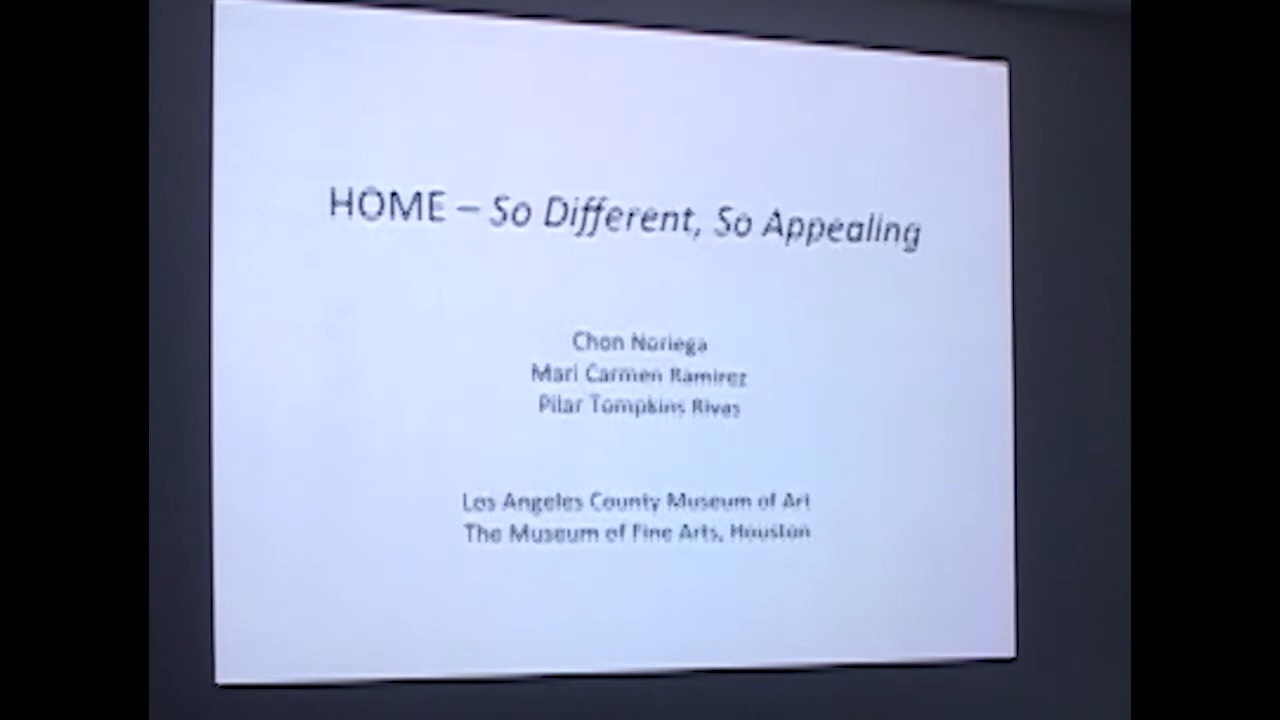 HOME – So Different, So Appealing
Chon Noriega
Mari Carmen Ramirez
Pilar Tompkins Rivas
Los Angeles County Museum of Art
The Museum of Fine Arts, Houston